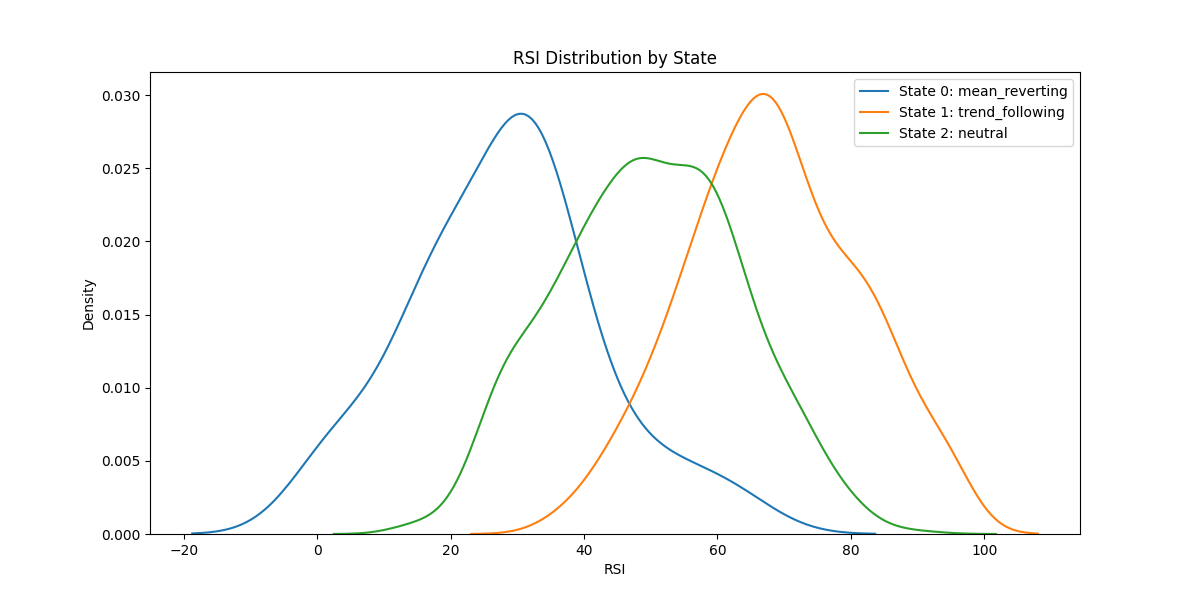 RSI Distribution by State
State 0: mean_reverting
State 1: trend_following
State 2: neutral
Density
0.030
0.025
0.020
0.015
0.010
0.005
0.000
−20
0
20
40
60
80
100
RSI